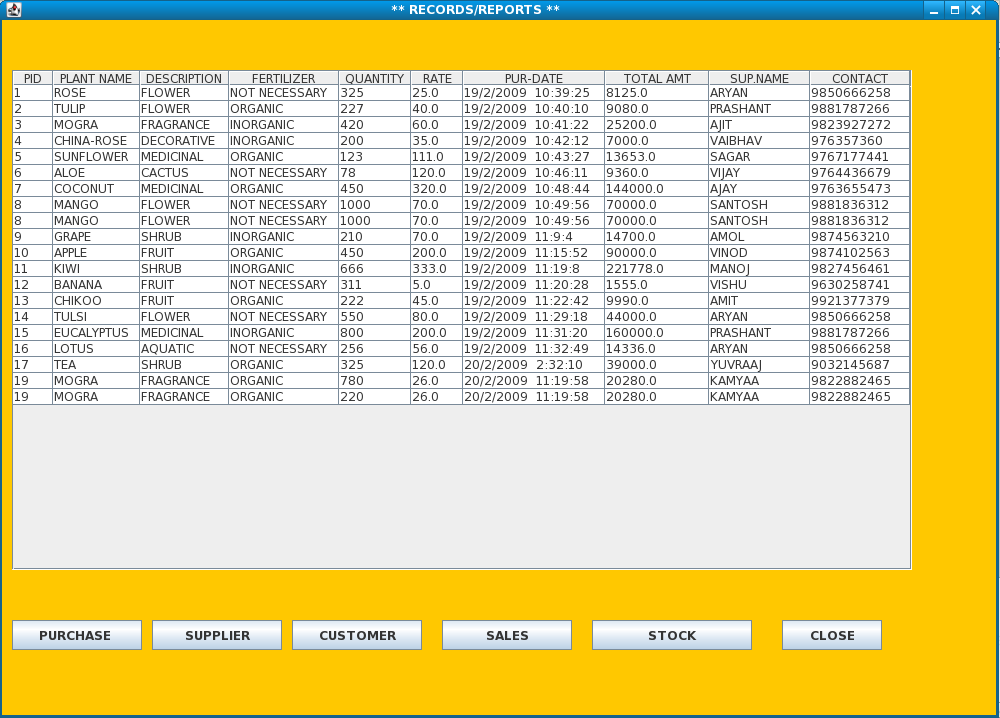 ** RECORDS/REPORTS **
PID PLANT NAME DESCRIPTION FERTILIZER QUANTITY RATE PUR-DATE TOTAL AMT SUP.NAME CONTACT
1 ROSE FLOWER NOT NECESSARY 325 25.0 19/2/2009 10:39:25 8125.0 ARYAN 9850666258
2 TULIP FLOWER ORGANIC 227 40.0 19/2/2009 10:40:10 9080.0 PRASHANT 9881787266
3 MOGRA FRAGRANCE INORGANIC 420 60.0 19/2/2009 10:41:22 25200.0 AJIT 9823927272
4 CHINA-ROSE DECORATIVE INORGANIC 200 35.0 19/2/2009 10:42:12 7000.0 VAIBHAV 976357360
5 SUNFLOWER MEDICINAL ORGANIC 123 111.0 19/2/2009 10:43:27 13653.0 SAGAR 9767177441
6 ALOE CACTUS NOT NECESSARY 78 120.0 19/2/2009 10:46:11 9360.0 VIJAY 9764436679
7 COCONUT MEDICINAL ORGANIC 450 320.0 19/2/2009 10:48:44 144000.0 AJAY 9763655473
8 MANGO FLOWER NOT NECESSARY 1000 70.0 19/2/2009 10:49:56 70000.0 SANTOSH 9881836312
8 MANGO FLOWER NOT NECESSARY 1000 70.0 19/2/2009 10:49:56 70000.0 SANTOSH 9881836312
9 GRAPE SHRUB INORGANIC 210 70.0 19/2/2009 11:9:4 14700.0 AMOL 9874563210
10 APPLE FRUIT ORGANIC 450 200.0 19/2/2009 11:15:52 90000.0 VINOD 9874102563
11 KIWI SHRUB INORGANIC 666 333.0 19/2/2009 11:19:8 221778.0 MANOJ 9827456461
12 BANANA FRUIT NOT NECESSARY 311 5.0 19/2/2009 11:20:28 1555.0 VISHU 9630258741
13 CHIKOO FRUIT ORGANIC 222 45.0 19/2/2009 11:22:42 9990.0 AMIT 9921377379
14 TULSI FLOWER NOT NECESSARY 550 80.0 19/2/2009 11:29:18 44000.0 ARYAN 9850666258
15 EUCALYPTUS MEDICINAL INORGANIC 800 200.0 19/2/2009 11:31:20 160000.0 PRASHANT 9881787266
16 LOTUS AQUATIC NOT NECESSARY 256 56.0 19/2/2009 11:32:49 14336.0 ARYAN 9850666258
17 TEA SHRUB ORGANIC 325 120.0 20/2/2009 2:32:10 39000.0 YUVRAAJ 9032145687
19 MOGRA FRAGRANCE ORGANIC 780 26.0 20/2/2009 11:19:58 20280.0 KAMYAA 9822882465
19 MOGRA FRAGRANCE ORGANIC 220 26.0 20/2/2009 11:19:58 20280.0 KAMYAA 9822882465
PURCHASE SUPPLIER CUSTOMER SALES STOCK CLOSE